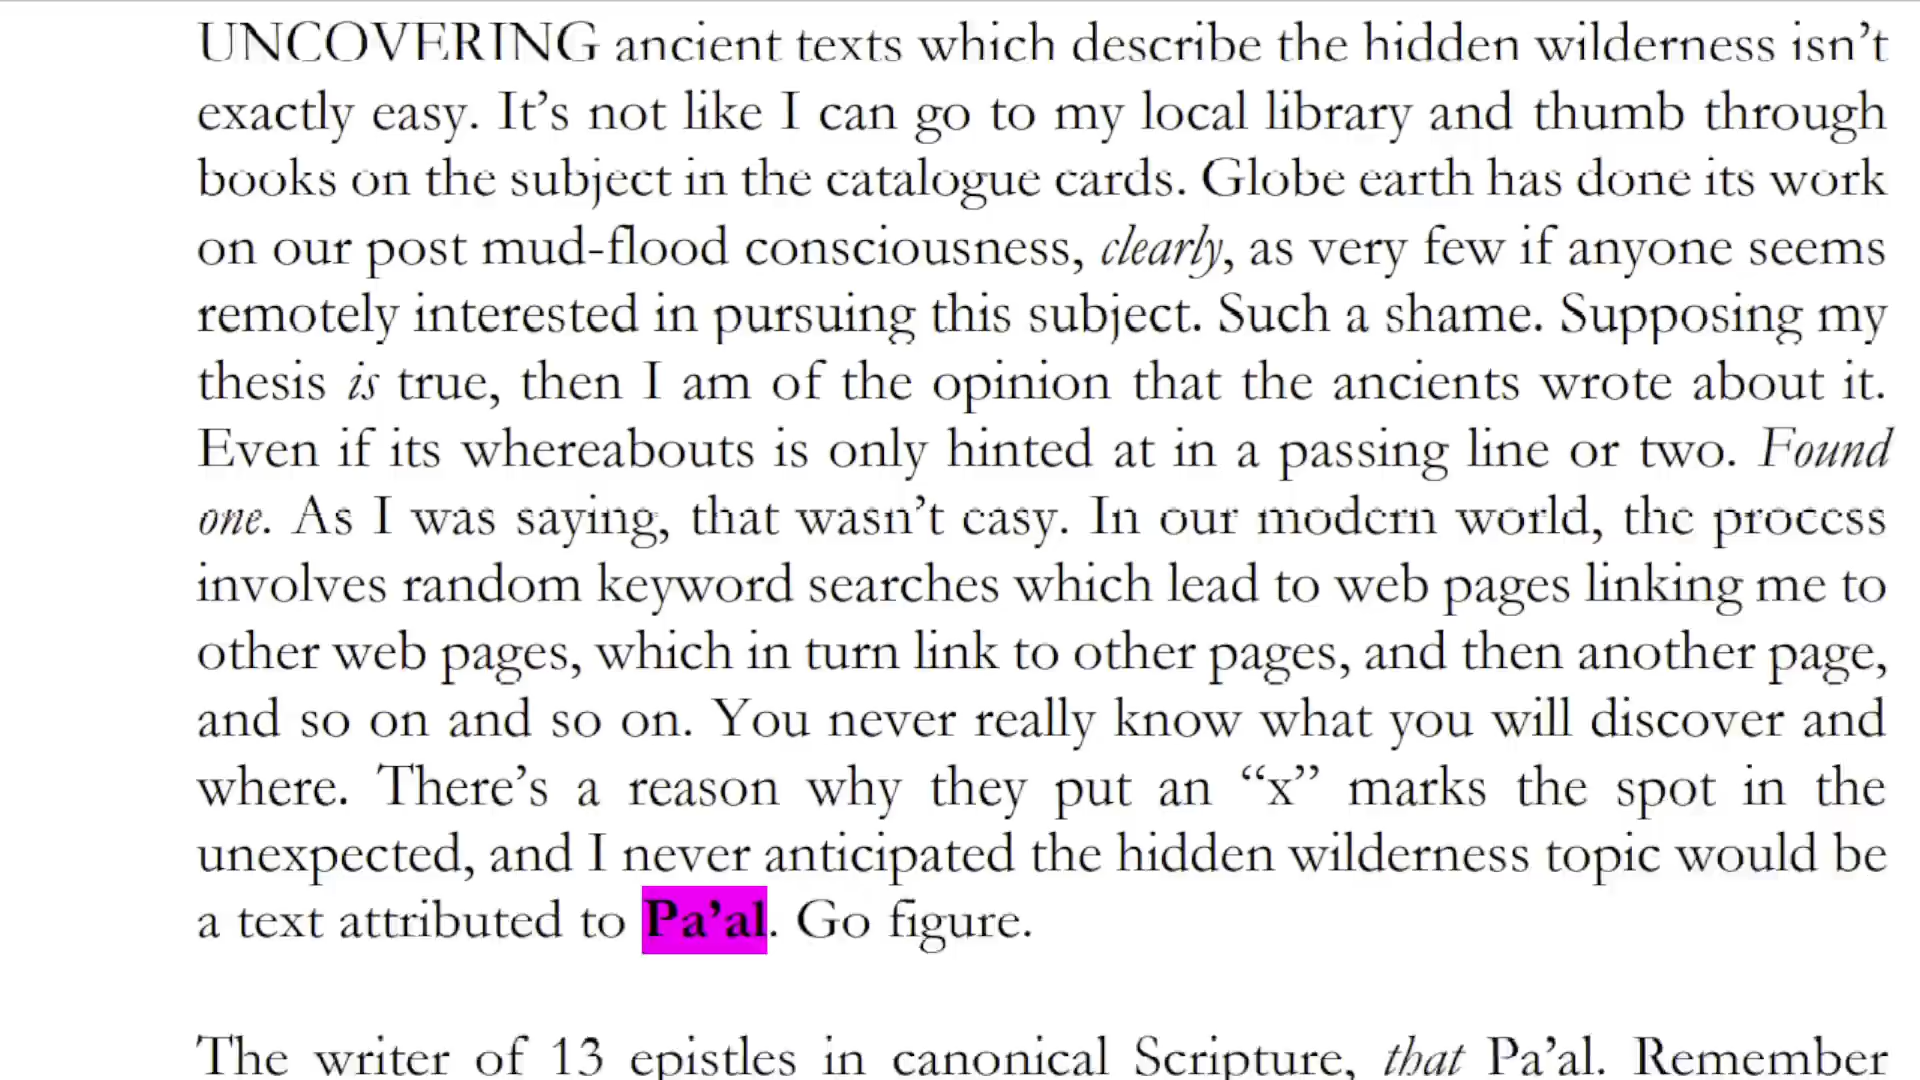 UNCOVERING ancient texts which describe the hidden wilderness isn’t
exactly easy. It’s not like I can go to my local library and thumb through
books on the subject in the catalogue cards. Globe earth has done its work
on our post mud-flood consciousness, clearly, as very few if anyone seems
remotely interested in pursuing this subject. Such a shame. Supposing my
thesis is true, then I am of the opinion that the ancients wrote about it.
Even if its whereabouts is only hinted at in a passing line or two. Found
one. As I was saying, that wasn’t easy. In our modern world, the process
involves random keyword searches which lead to web pages linking me to
other web pages, which in turn link to other pages, and then another page,
and so on and so on. You never really know what you will discover and
where. There’s a reason why they put an “x” marks the spot in the
unexpected, and I never anticipated the hidden wilderness topic would be
a text attributed to Pa’al. Go figure.
The writer of 13 epistles in canonical Scripture, that Pa’al. Remember